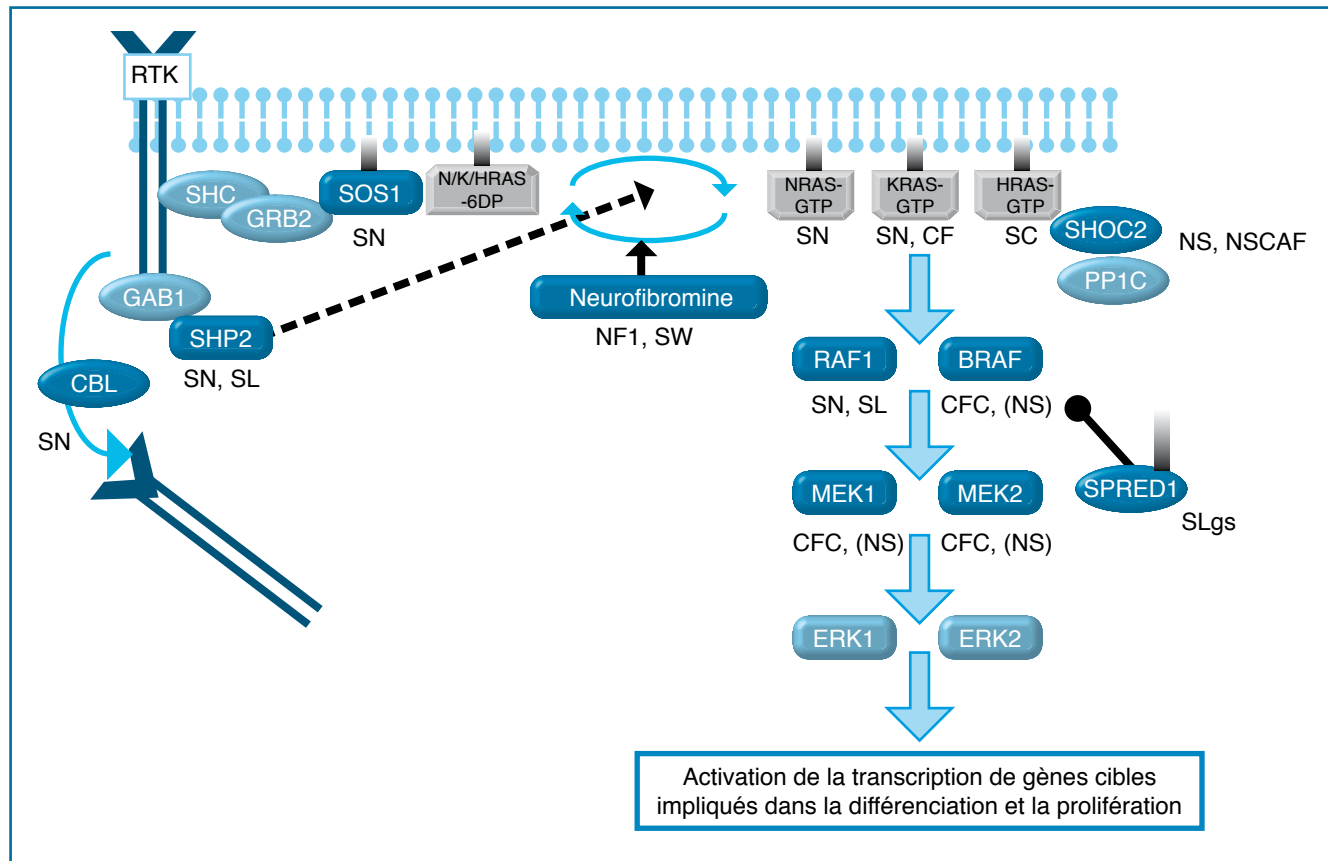 RTK
SHC
GRB2
SOS1
SN
N/K/HRAS
-6DP
GAB1
SHP2
SN, SL
CBL
SN
Neurofibromine
NF1, SW
NRAS-
GTP
SN
KRAS-
GTP
SN, CF
HRAS-
GTP
SC
SHOC2
PP1C
NS, NSCAF
RAF1
SN, SL
BRAF
CFC, (NS)
MEK1
CFC, (NS)
MEK2
CFC, (NS)
SPRED1
SLgs
ERK1
ERK2
Activation de la transcription de gènes cibles
impliqués dans la différenciation et la prolifération